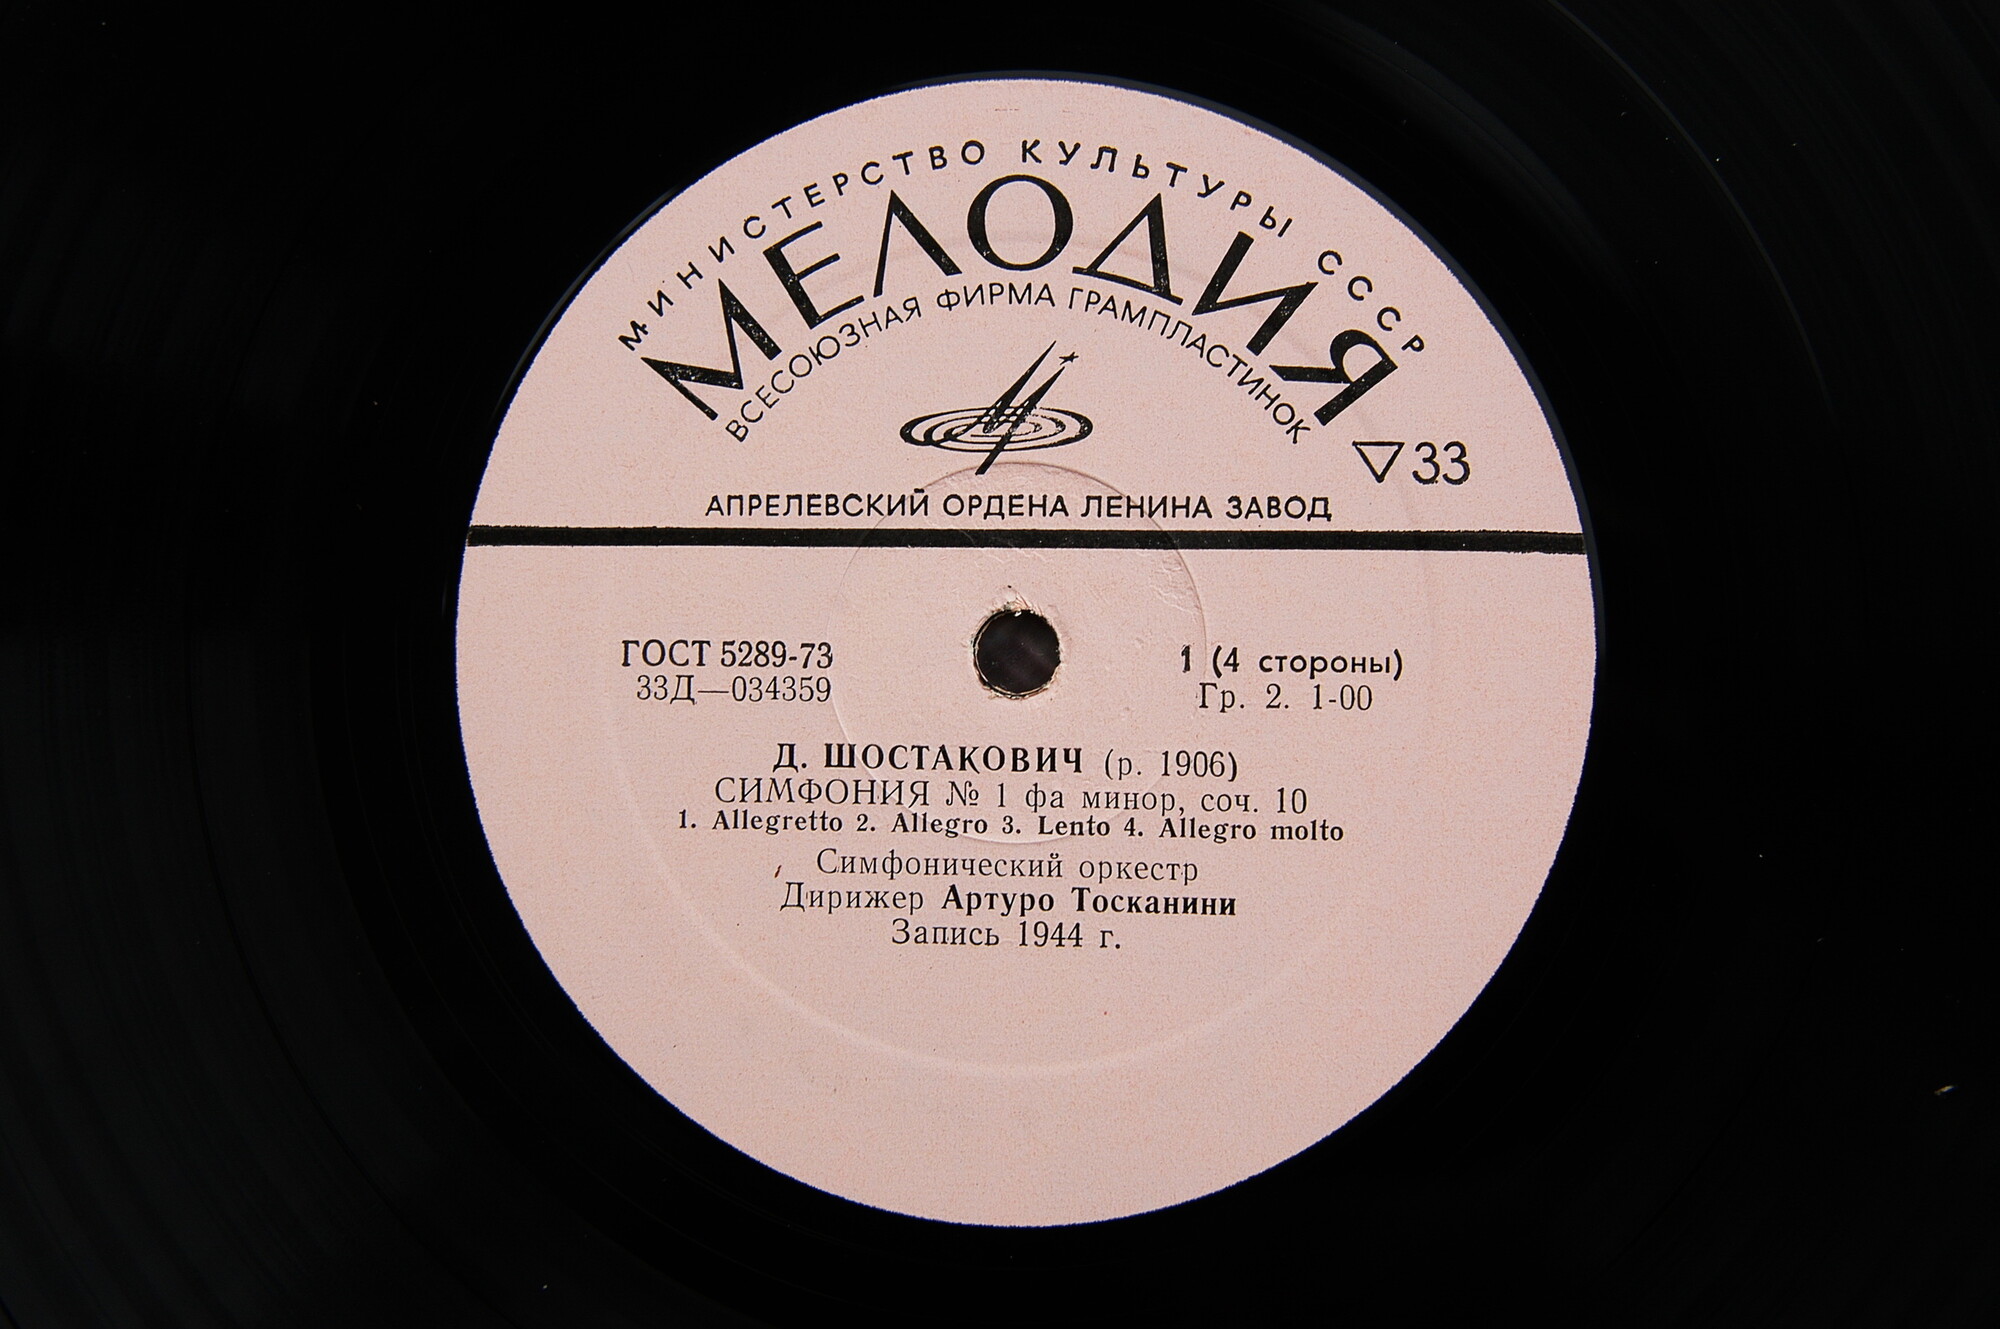 МИНИСТЕРСТВО КУЛЬТУРЫ СССР
МЕЛОДИЯ
ВСЕСОЮЗНАЯ ФИРМА ГРАМПЛАСТИНОК
33
АПРЕЛЕВСКИЙ ОРДЕНА ЛЕНИНА ЗАВОД
ГОСТ 5289-73
33Д—034359
1 (4 стороны)
Гр. 2. 1-00
Д. ШОСТАКОВИЧ (р. 1906)
СИМФОНИЯ № 1 фа минор, соч. 10
1. Allegretto 2. Allegro 3. Lento 4. Allegro molto
Симфонический оркестр
Дирижер Артуро Тосканини
Запись 1944 г.